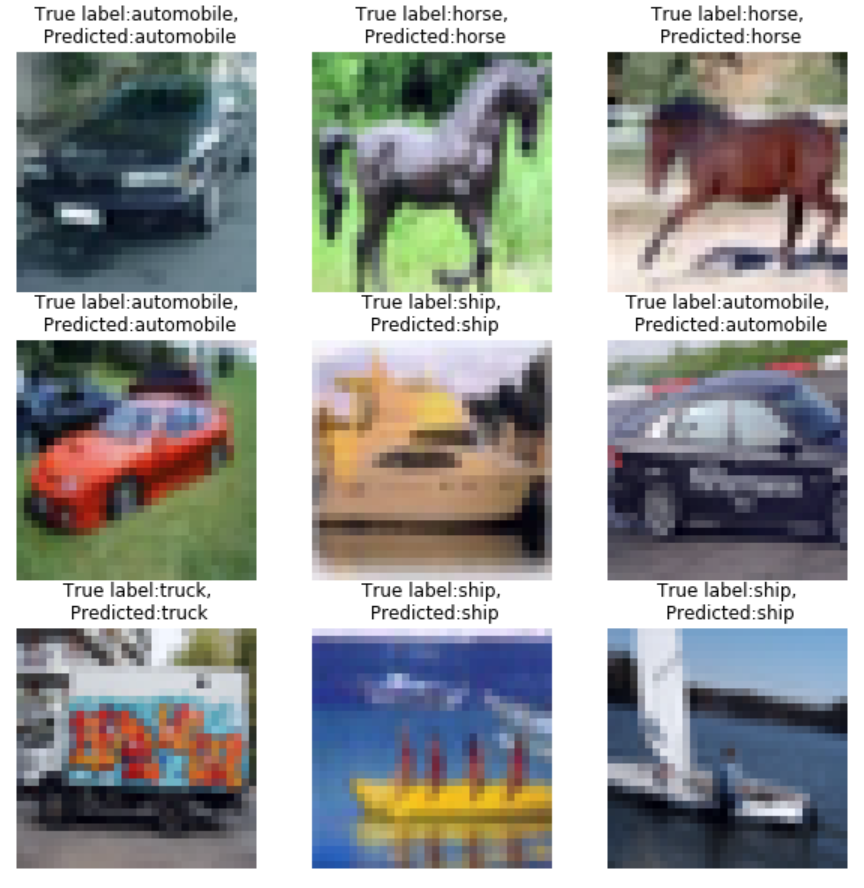 True label:automobile,
Predicted:automobile
True label:horse,
Predicted:horse
True label:horse,
Predicted:horse
True label:automobile,
Predicted:automobile
True label:ship,
Predicted:ship
True label:automobile,
Predicted:automobile
True label:truck,
Predicted:truck
True label:ship,
Predicted:ship
True label:ship,
Predicted:ship